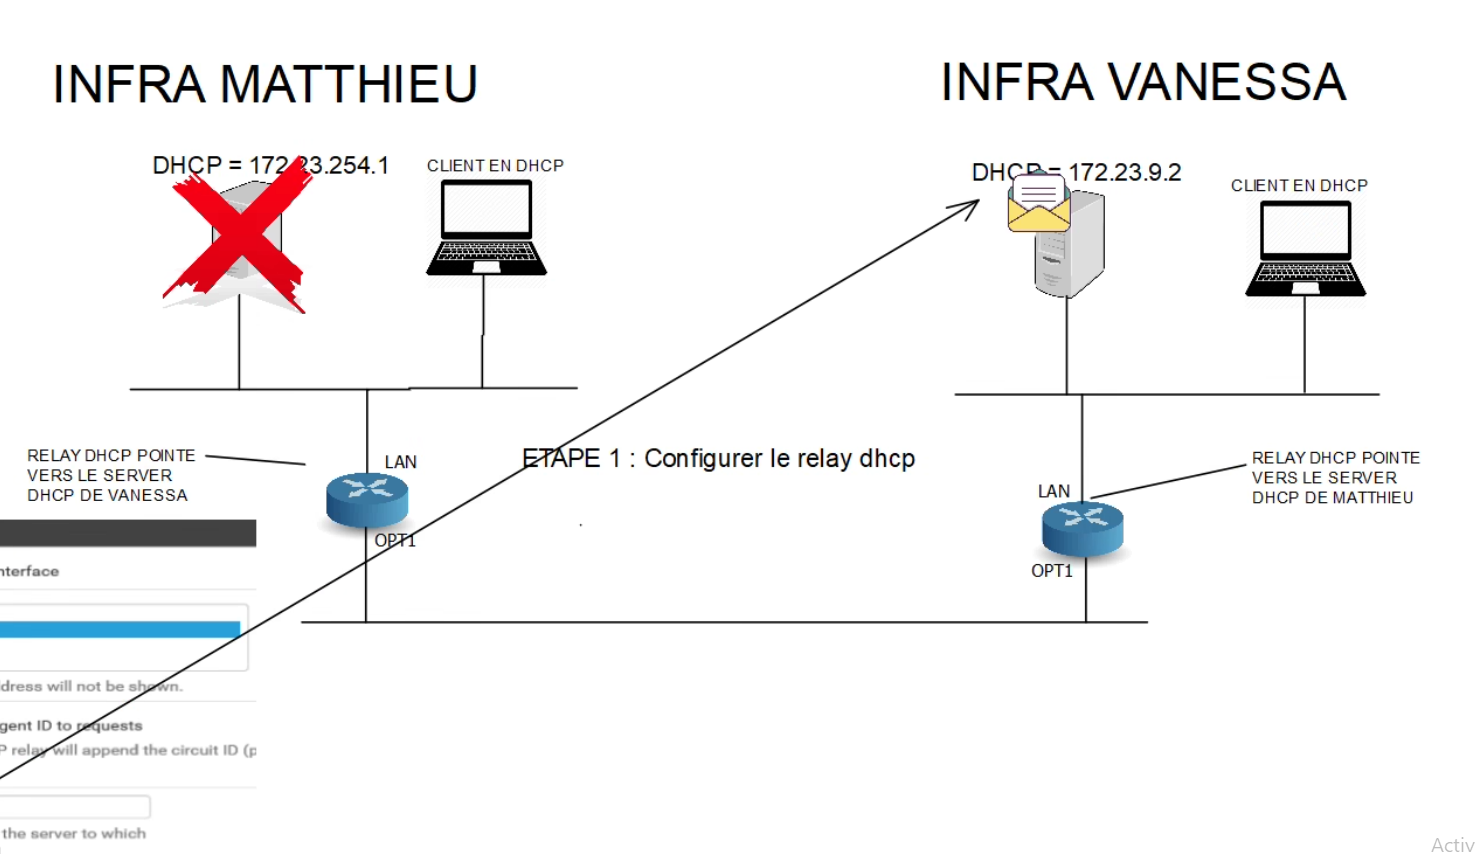 INFRA MATTHIEU
INFRA VANESSA
DHCP = 172.23.254.1
CLIENT EN DHCP
DHCP = 172.23.9.2
CLIENT EN DHCP
RELAY DHCP POINTE
VERS LE SERVER
DHCP DE VANESSA
LAN
OPT1
ETAPE 1 : Configurer le relay dhcp
LAN
OPT1
RELAY DHCP POINTE
VERS LE SERVER
DHCP DE MATTHIEU
nterface
dress will not be shown.
gent ID to requests
P relay will append the circuit ID (p
the server to which
Activ